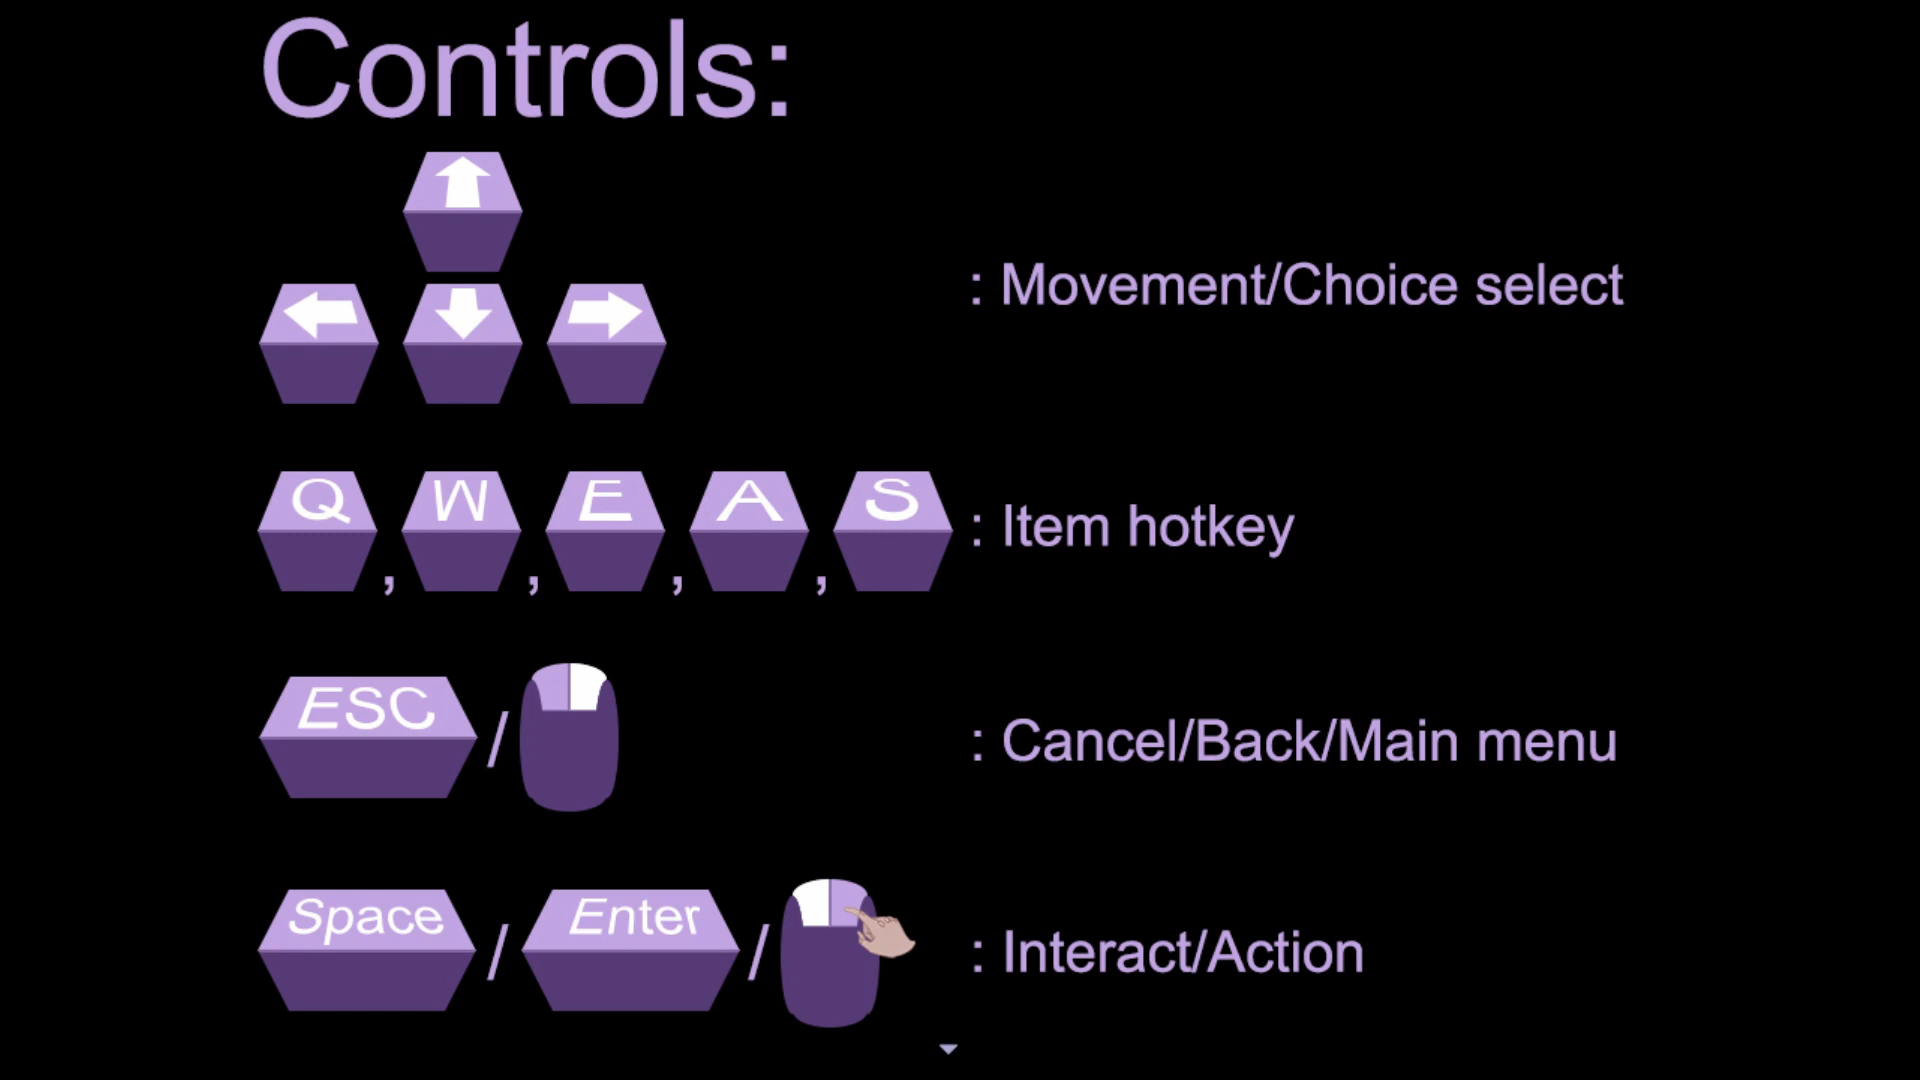 Controls:
: Movement/Choice select
Q, W, E, A, S : Item hotkey
ESC / : Cancel/Back/Main menu
Space / Enter / : Interact/Action